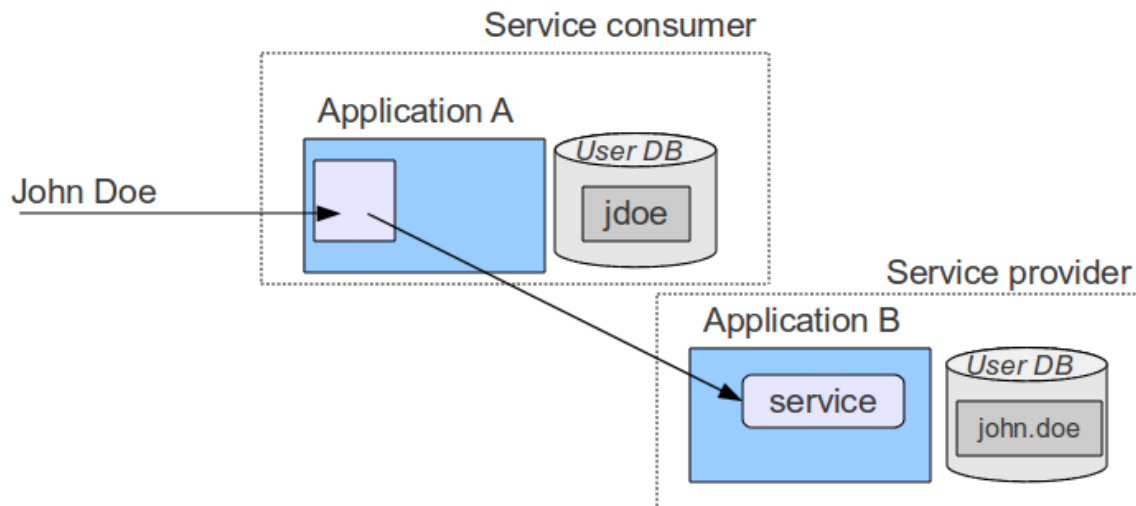 Service consumer
Application A
User DB
John Doe
jdoe
Service provider
Application B
User DB
service
john.doe